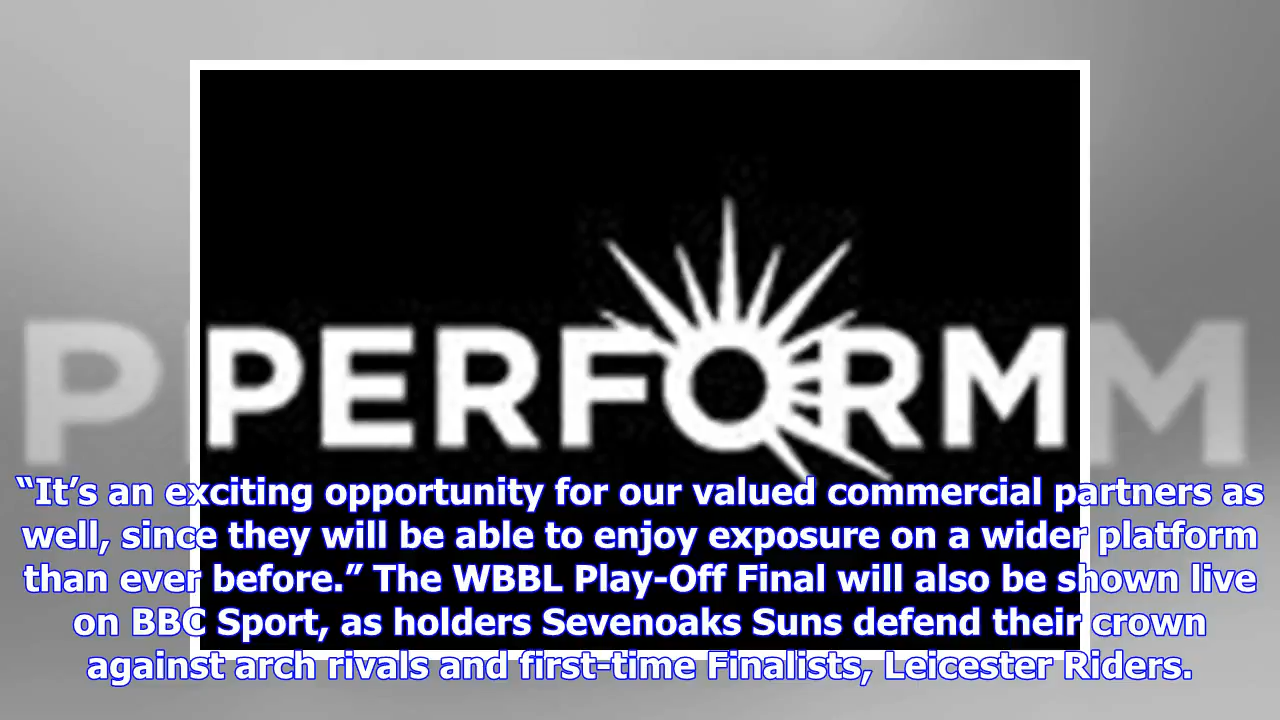 PERFORM
“It’s an exciting opportunity for our valued commercial partners as
well, since they will be able to enjoy exposure on a wider platform
than ever before.” The WBBL Play-Off Final will also be shown live
on BBC Sport, as holders Sevenoaks Suns defend their crown
against arch rivals and first-time Finalists, Leicester Riders.